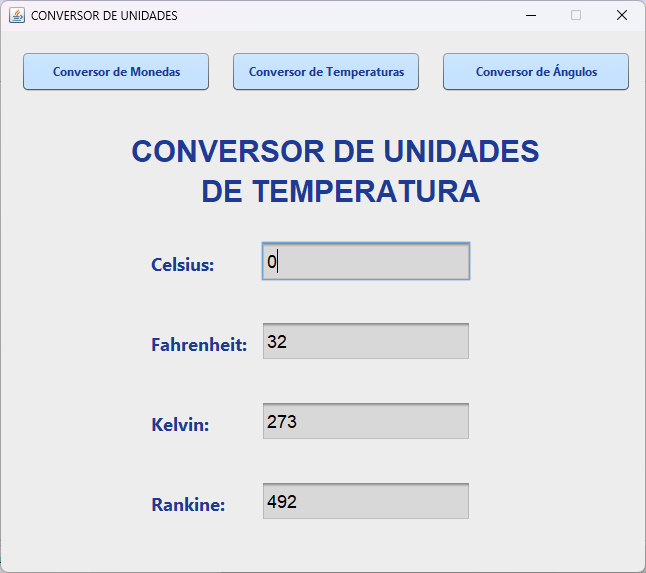 CONVERSOR DE UNIDADES
Conversor de Monedas
Conversor de Temperaturas
Conversor de Ángulos
CONVERSOR DE UNIDADES
DE TEMPERATURA
Celsius: 0
Fahrenheit: 32
Kelvin: 273
Rankine: 492